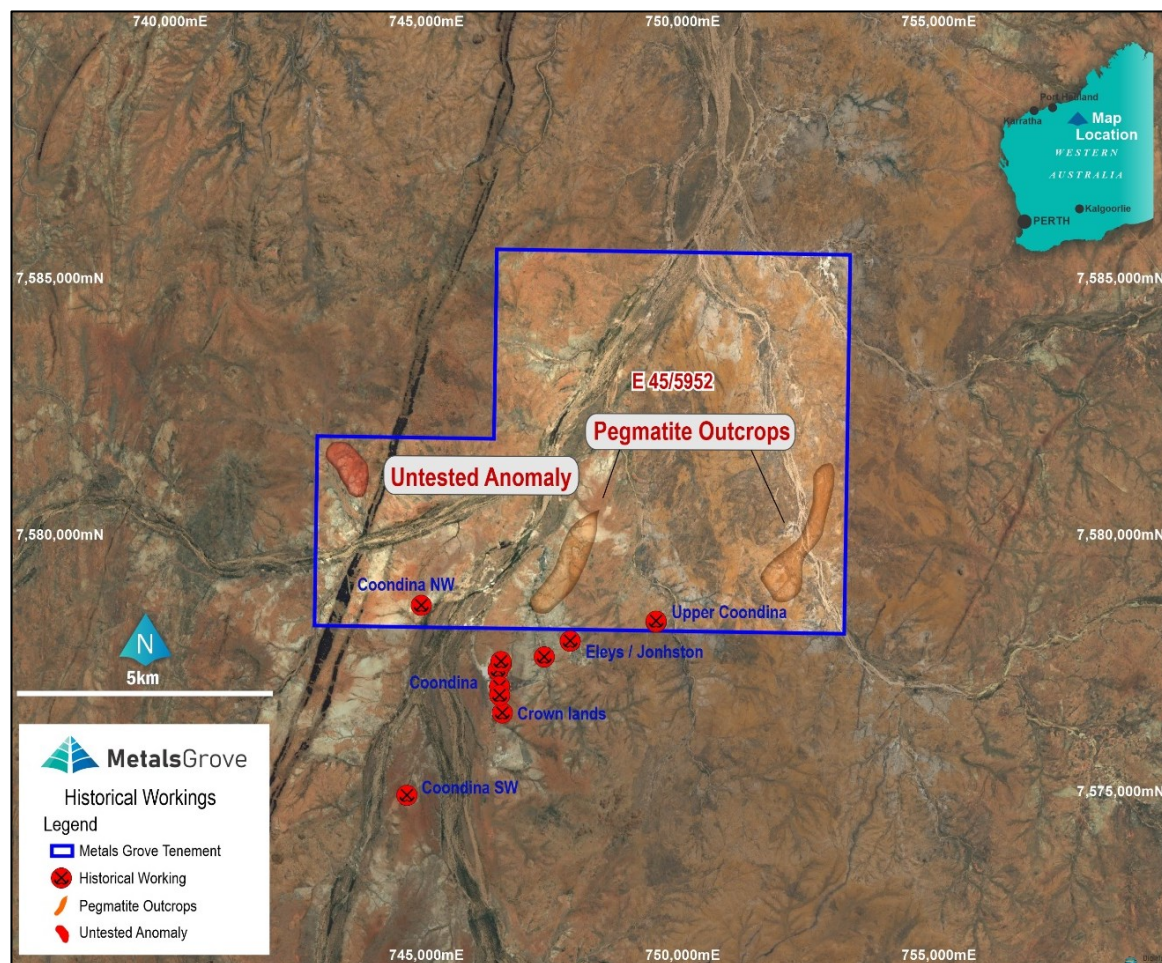 740,000mE
745,000mE
750,000mE
755,000mE
Port Hedland
Karratha
Map
Location
WESTERN
AUSTRALIA
Kalgoorlie
PERTH
7,585,000mN
7,585,000mN
E 45/5952
Pegmatite Outcrops
Untested Anomaly
7,580,000mN
7,580,000mN
Coondina NW
Upper Coondina
N
5km
Eleys / Jonhston
Coondina
Crown lands
Coondina SW
7,575,000mN
7,575,000mN
MetalsGrove
Historical Workings
Legend
Metals Grove Tenement
Historical Working
Pegmatite Outcrops
Untested Anomaly
745,000mE
750,000mE
755,000mE